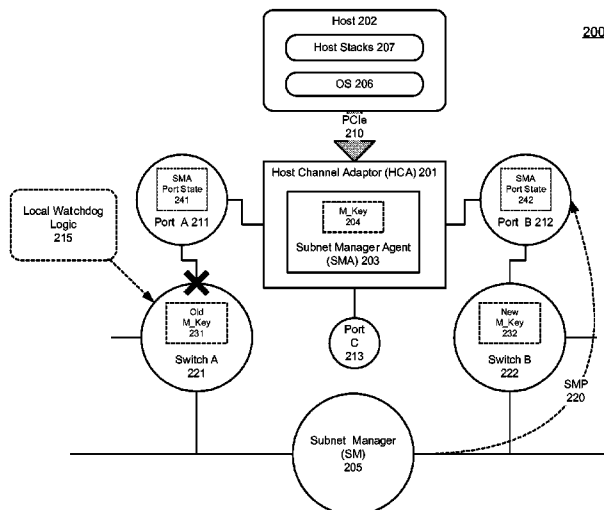 Host 202
200
Host Stacks 207
OS 206
PCIe
210
Host Channel Adaptor (HCA) 201
SMA
Port State
241
Port A 211
M_Key
204
Subnet Manager Agent
(SMA) 203
SMA
Port State
242
Port B 212
Local Watchdog
Logic
215
Old
M_Key
231
Switch A
221
Port
C
213
New
M_Key
232
Switch B
222
SMP
220
Subnet Manager
(SM)
205